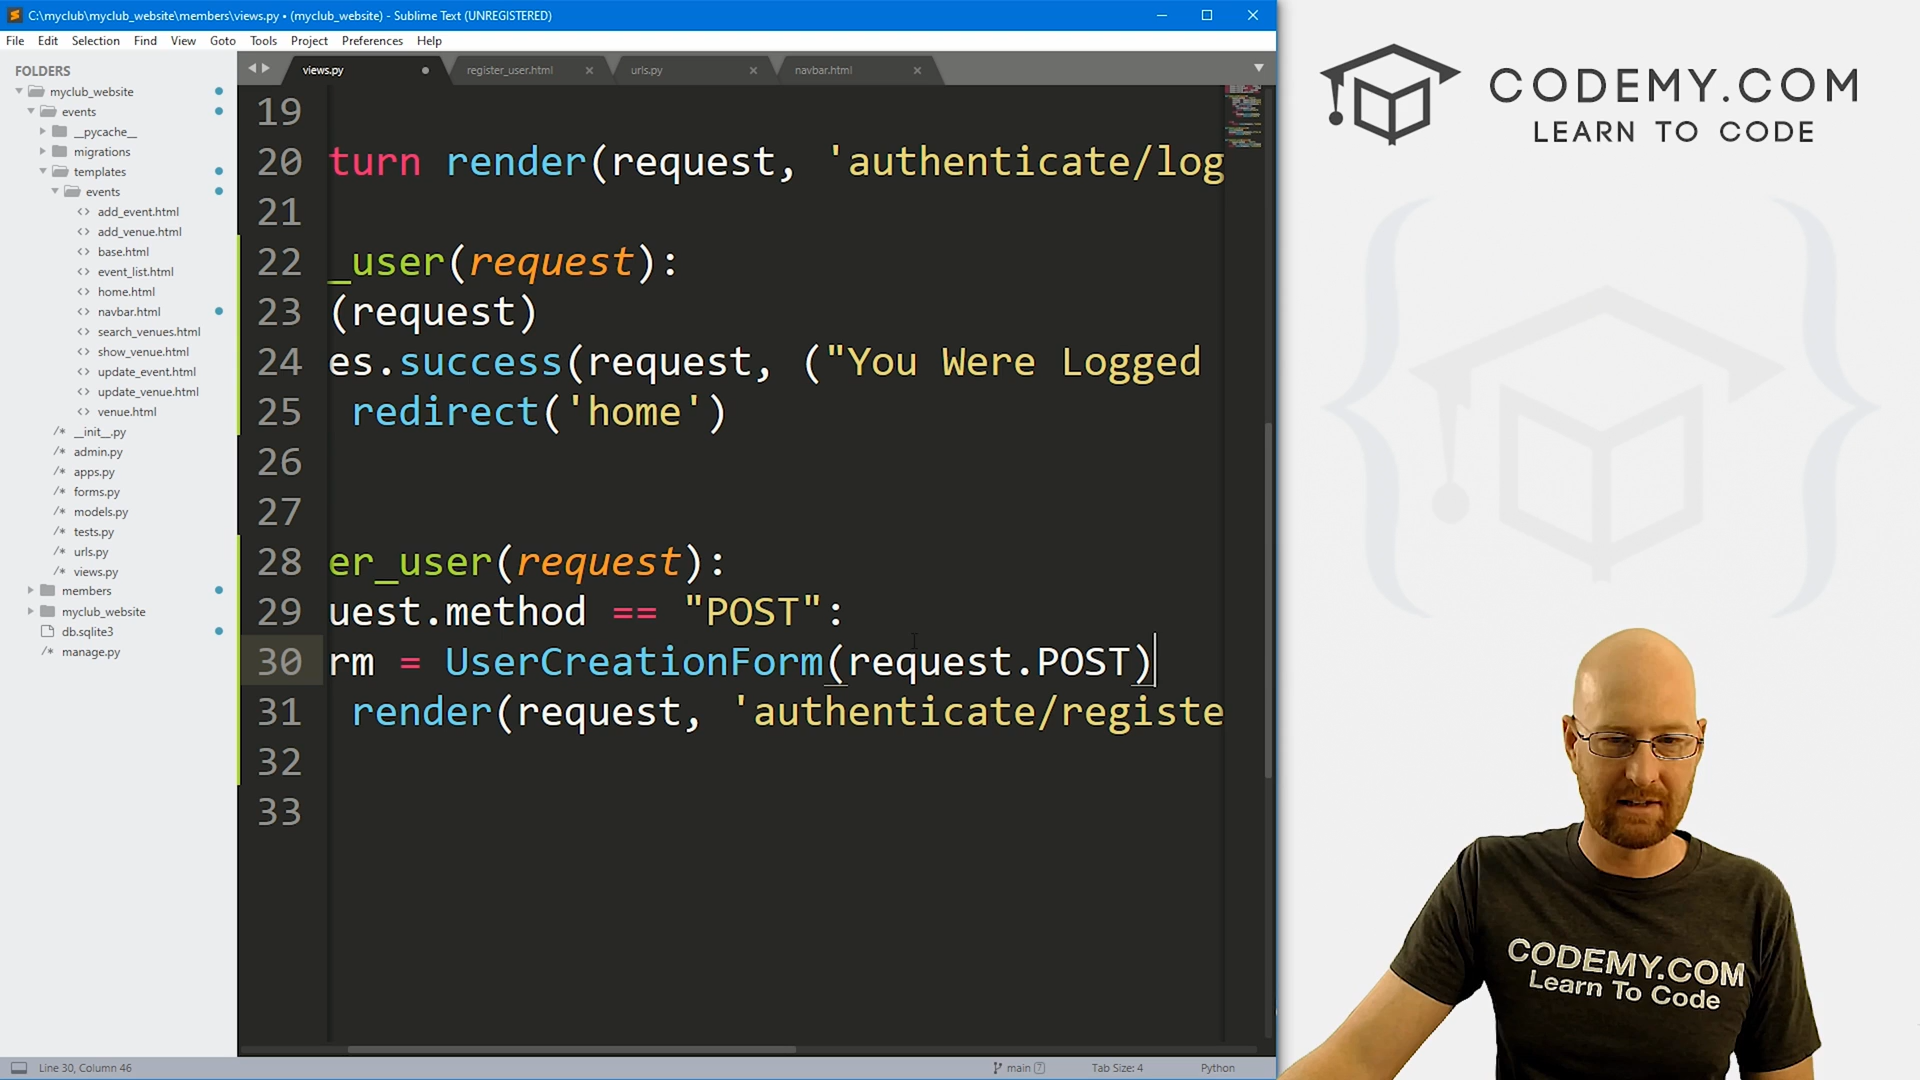 C:\myclub\myclub_website\members\views.py • (myclub_website) - Sublime Text (UNREGISTERED)
File Edit Selection Find View Goto Tools Project Preferences Help
FOLDERS
myclub_website
events
__pycache__
migrations
templates
events
add_event.html
add_venue.html
base.html
event_list.html
home.html
navbar.html
search_venues.html
show_venue.html
update_event.html
update_venue.html
venue.html
__init__.py
admin.py
apps.py
forms.py
models.py
tests.py
urls.py
views.py
members
myclub_website
db.sqlite3
manage.py
views.py register_user.html urls.py navbar.html
19
20 turn render(request, 'authenticate/log
21
22 _user(request):
23 (request)
24 es.success(request, ("You Were Logged
25 redirect('home')
26
27
28 er_user(request):
29 uest.method == "POST":
30 rm = UserCreationForm(request.POST)
31 render(request, 'authenticate/registe
32
33
Line 30, Column 46 main 7 Tab Size: 4 Python
CODEMY.COM
LEARN TO CODE
CODEMY.COM
Learn To Code